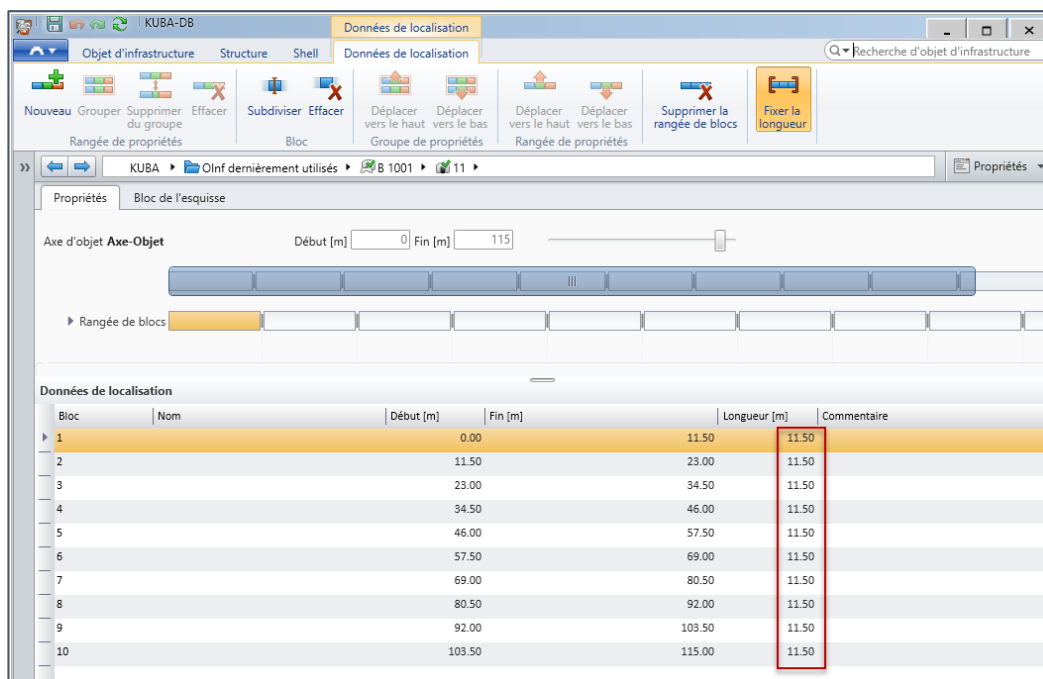 KUBA-DB
Données de localisation
Objet d'infrastructure Structure Shell Données de localisation
Recherche d'objet d'infrastructure
Nouveau Grouper Supprimer du groupe Effacer
Subdiviser Effacer
Déplacer vers le haut Déplacer vers le bas
Déplacer vers le haut Déplacer vers le bas
Supprimer la rangée de blocs
Fixer la longueur
Rangée de propriétés Bloc Groupe de propriétés Rangée de propriétés
KUBA OInf dernièrement utilisés B 1001 11 Propriétés
Propriétés Bloc de l'esquisse
Axe d'objet Axe-Objet Début [m] 0 Fin [m] 115
Rangée de blocs
Données de localisation
Bloc Nom Début [m] Fin [m] Longueur [m] Commentaire
1 0.00 11.50 11.50
2 11.50 23.00 11.50
3 23.00 34.50 11.50
4 34.50 46.00 11.50
5 46.00 57.50 11.50
6 57.50 69.00 11.50
7 69.00 80.50 11.50
8 80.50 92.00 11.50
9 92.00 103.50 11.50
10 103.50 115.00 11.50